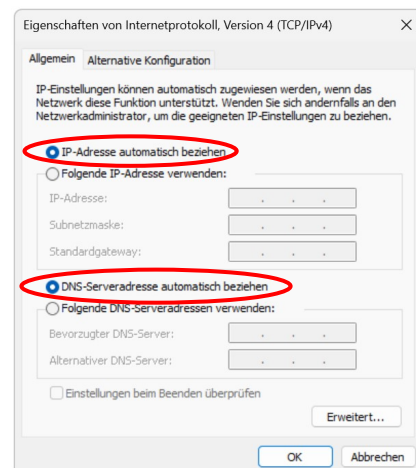 Eigenschaften von Internetprotokoll, Version 4 (TCP/IPv4)
Allgemein Alternative Konfiguration
IP-Einstellungen können automatisch zugewiesen werden, wenn das
Netzwerk diese Funktion unterstützt. Wenden Sie sich andernfalls an den
Netzwerkadministrator, um die geeigneten IP-Einstellungen zu beziehen.
IP-Adresse automatisch beziehen
Folgende IP-Adresse verwenden:
IP-Adresse:
Subnetzmaske:
Standardgateway:
DNS-Serveradresse automatisch beziehen
Folgende DNS-Serveradressen verwenden:
Bevorzugter DNS-Server:
Alternativer DNS-Server:
Einstellungen beim Beenden überprüfen
Erweitert...
OK Abbrechen